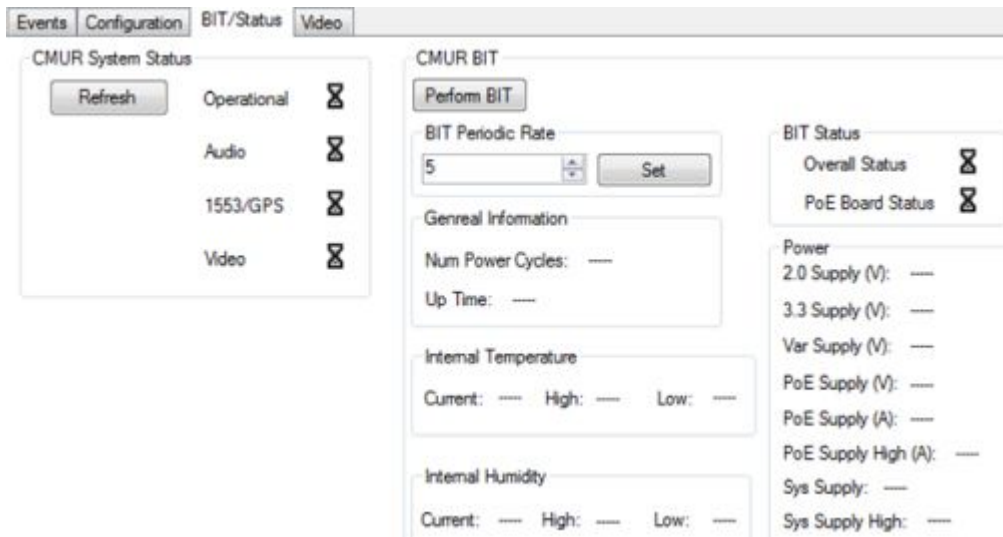 Events Configuration BIT/Status Video
CMUR System Status
Refresh
Operational
Audio
1553/GPS
Video
CMUR BIT
Perform BIT
BIT Periodic Rate
5
Set
Genreal Information
Num Power Cycles: -----
Up Time: -----
Internal Temperature
Current: ----- High: ----- Low: -----
Internal Humidity
Current: ----- High: ----- Low: -----
BIT Status
Overall Status
PoE Board Status
Power
2.0 Supply (V): -----
3.3 Supply (V): -----
Var Supply (V): -----
PoE Supply (V): -----
PoE Supply (A): -----
PoE Supply High (A): -----
Sys Supply: -----
Sys Supply High: -----